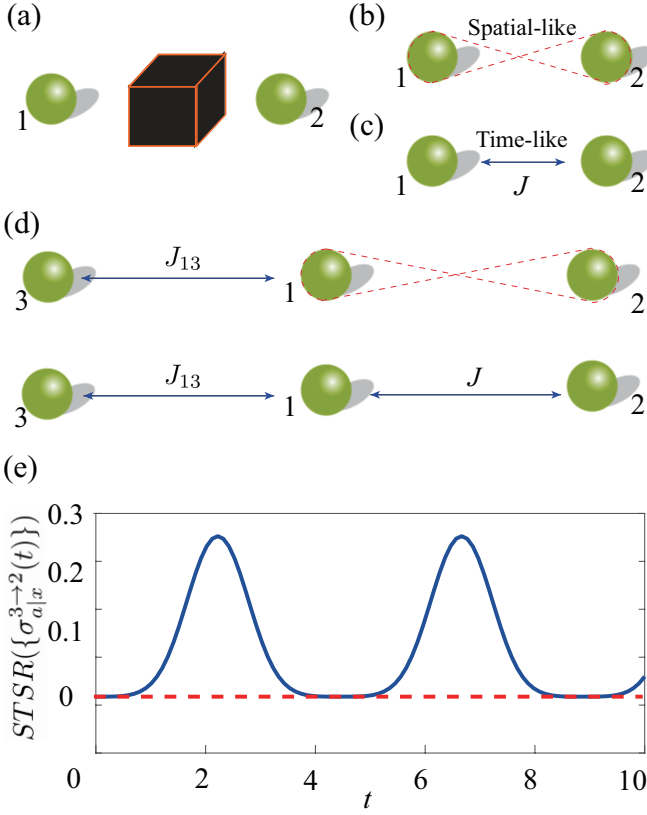 (a)
1
2
(b)
Spatial-like
1
2
(c)
Time-like
1
J
2
(d)
J₁₃
3
1
2
J₁₃
J
3
1
2
(e)
STSR({σ^{3→2}_{a|x}(t)})
0.3
0.2
0.1
0
0
2
4
6
8
10
t